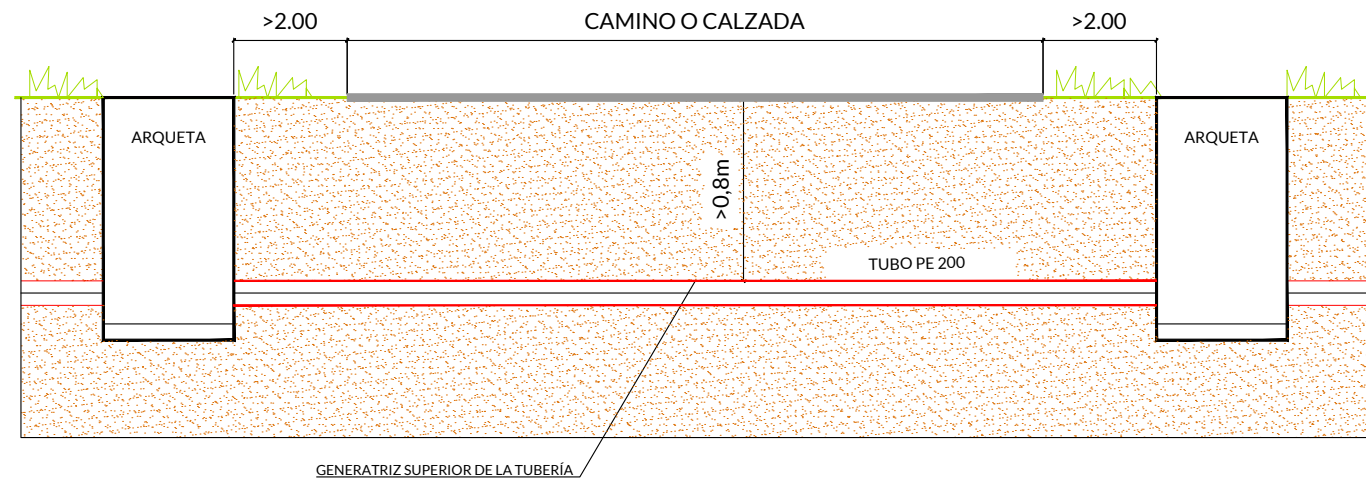 >2.00
CAMINO O CALZADA
>2.00
ARQUETA
ARQUETA
>0,8m
TUBO PE 200
GENERATRIZ SUPERIOR DE LA TUBERÍA